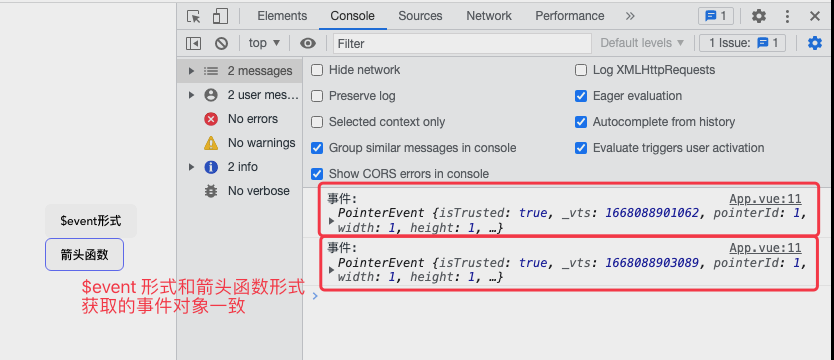 Elements Console Sources Network Performance » 1
top ▾ Filter Default levels ▾ 1 Issue: 1
2 messages
2 user mes…
No errors
No warnings
2 info
No verbose
Hide network
Log XMLHttpRequests
Preserve log
Eager evaluation
Selected context only
Autocomplete from history
Group similar messages in console
Evaluate triggers user activation
Show CORS errors in console
事件: App.vue:11
PointerEvent {isTrusted: true, _vts: 1668088901062, pointerId: 1,
width: 1, height: 1, …}
事件: App.vue:11
PointerEvent {isTrusted: true, _vts: 1668088903089, pointerId: 1,
width: 1, height: 1, …}
$event形式
箭头函数
$event 形式和箭头函数形式
获取的事件对象一致